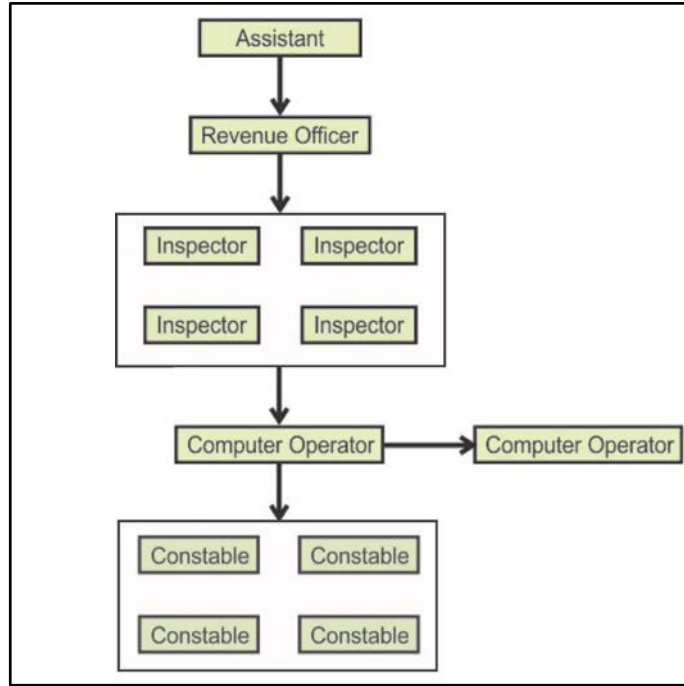 Assistant
Revenue Officer
Inspector Inspector
Inspector Inspector
Computer Operator Computer Operator
Constable Constable
Constable Constable